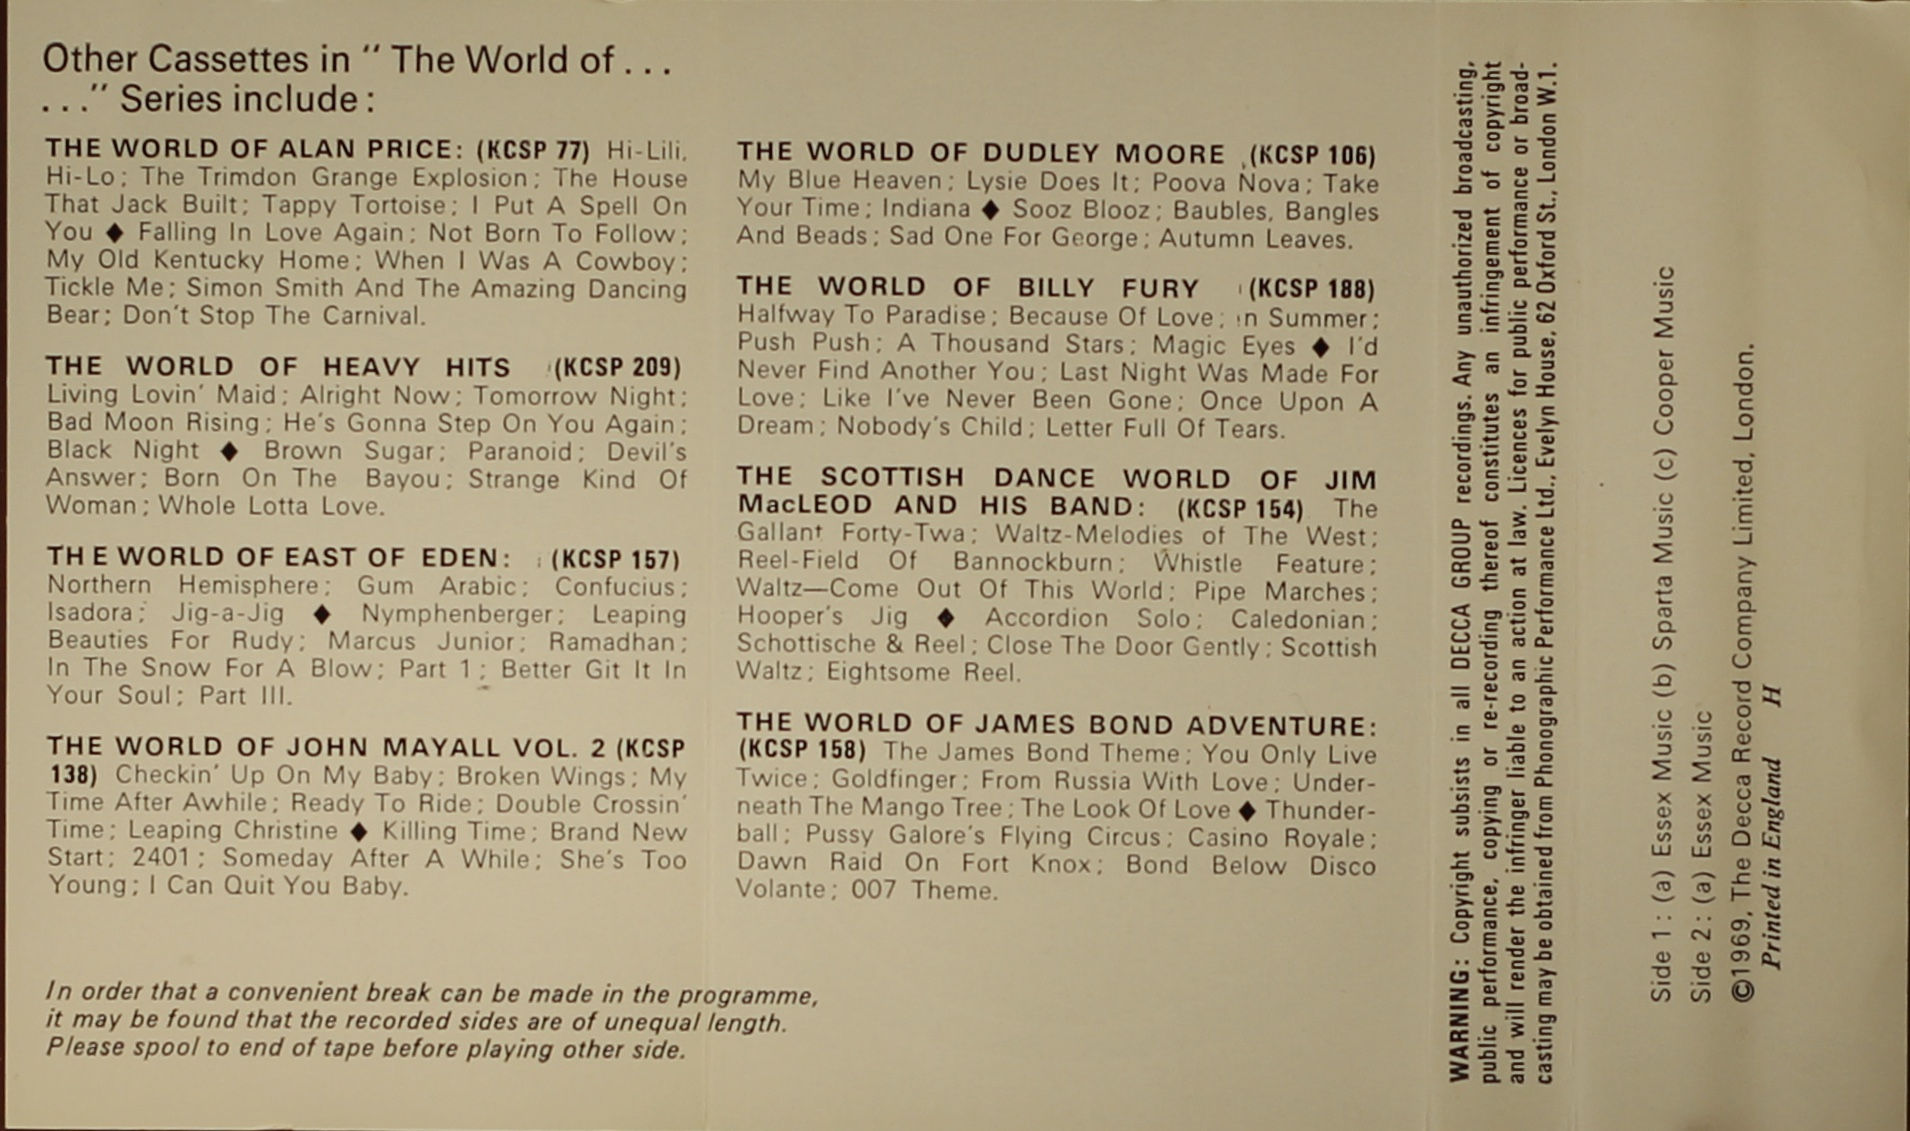 Other Cassettes in " The World of . . .
. . ." Series include :
THE WORLD OF ALAN PRICE: (KCSP 77) Hi-Lili,
Hi-Lo; The Trimdon Grange Explosion; The House
That Jack Built; Tappy Tortoise; I Put A Spell On
You ◆ Falling In Love Again; Not Born To Follow;
My Old Kentucky Home; When I Was A Cowboy;
Tickle Me; Simon Smith And The Amazing Dancing
Bear; Don't Stop The Carnival.
THE WORLD OF HEAVY HITS (KCSP 209)
Living Lovin' Maid; Alright Now; Tomorrow Night;
Bad Moon Rising; He's Gonna Step On You Again;
Black Night ◆ Brown Sugar; Paranoid; Devil's
Answer; Born On The Bayou; Strange Kind Of
Woman; Whole Lotta Love.
THE WORLD OF EAST OF EDEN: (KCSP 157)
Northern Hemisphere; Gum Arabic; Confucius;
Isadora; Jig-a-Jig ◆ Nymphenberger; Leaping
Beauties For Rudy; Marcus Junior; Ramadhan;
In The Snow For A Blow; Part 1; Better Git It In
Your Soul; Part III.
THE WORLD OF JOHN MAYALL VOL. 2 (KCSP
138) Checkin' Up On My Baby; Broken Wings; My
Time After Awhile; Ready To Ride; Double Crossin'
Time; Leaping Christine ◆ Killing Time; Brand New
Start; 2401; Someday After A While; She's Too
Young; I Can Quit You Baby.
In order that a convenient break can be made in the programme,
it may be found that the recorded sides are of unequal length.
Please spool to end of tape before playing other side.
THE WORLD OF DUDLEY MOORE (KCSP 106)
My Blue Heaven; Lysie Does It; Poova Nova; Take
Your Time; Indiana ◆ Sooz Blooz; Baubles, Bangles
And Beads; Sad One For George; Autumn Leaves.
THE WORLD OF BILLY FURY (KCSP 188)
Halfway To Paradise; Because Of Love; in Summer;
Push Push; A Thousand Stars; Magic Eyes ◆ I'd
Never Find Another You; Last Night Was Made For
Love; Like I've Never Been Gone; Once Upon A
Dream; Nobody's Child; Letter Full Of Tears.
THE SCOTTISH DANCE WORLD OF JIM
MacLEOD AND HIS BAND: (KCSP 154) The
Gallant Forty-Twa; Waltz-Melodies of The West;
Reel-Field Of Bannockburn; Whistle Feature;
Waltz—Come Out Of This World; Pipe Marches;
Hooper's Jig ◆ Accordion Solo; Caledonian;
Schottische & Reel; Close The Door Gently; Scottish
Waltz; Eightsome Reel.
THE WORLD OF JAMES BOND ADVENTURE:
(KCSP 158) The James Bond Theme; You Only Live
Twice; Goldfinger; From Russia With Love; Under-
neath The Mango Tree; The Look Of Love ◆ Thunder-
ball; Pussy Galore's Flying Circus; Casino Royale;
Dawn Raid On Fort Knox; Bond Below Disco
Volante; 007 Theme.
WARNING: Copyright subsists in all DECCA GROUP recordings. Any unauthorized broadcasting,
public performance, copying or re-recording thereof constitutes an infringement of copyright
and will render the infringer liable to an action at law. Licences for public performance or broad-
casting may be obtained from Phonographic Performance Ltd., Evelyn House, 62 Oxford St., London W.1.
Side 1: (a) Essex Music (b) Sparta Music (c) Cooper Music
Side 2: (a) Essex Music
©1969, The Decca Record Company Limited, London.
Printed in England H